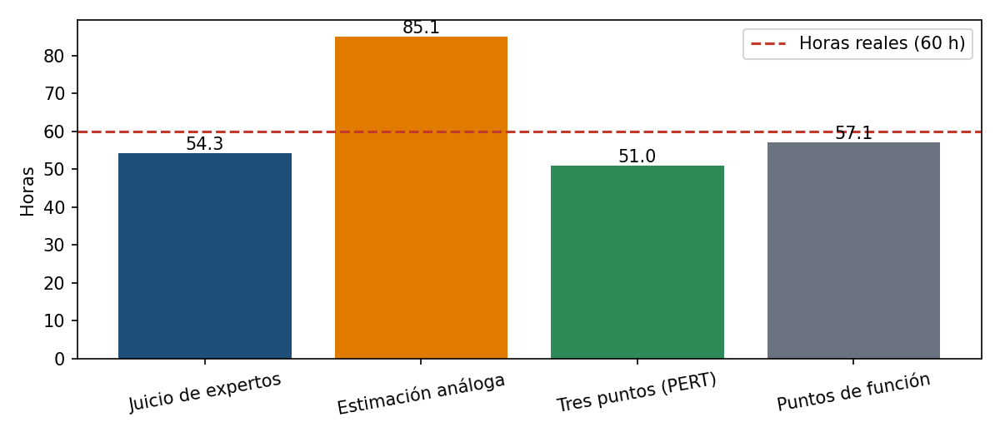 85.1
Horas reales (60 h)
80
70
60
57.1
54.3
51.0
50
40
30
20
10
0
Horas
Juicio de expertos
Estimación análoga
Tres puntos (PERT)
Puntos de función